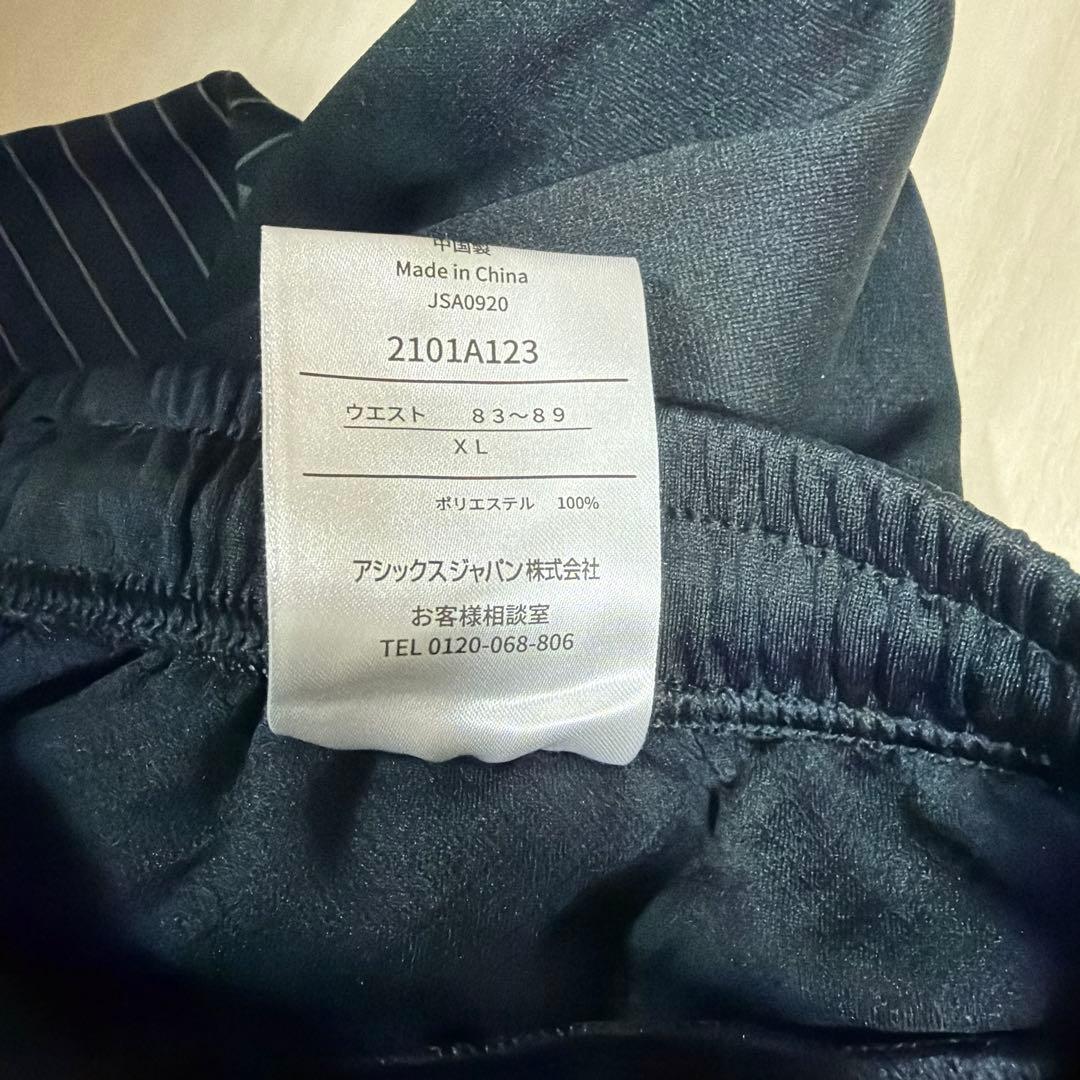 中国製
Made in China
JSA0920
2101A123
ウエスト 83～89
XL
ポリエステル 100%
アシックスジャパン株式会社
お客様相談室
TEL 0120-068-806